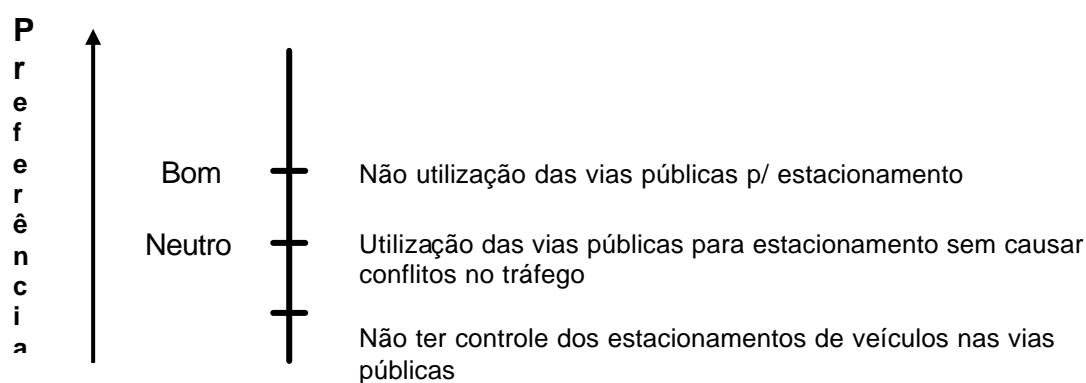 Preferência
Bom
Não utilização das vias públicas p/ estacionamento
Neutro
Utilização das vias públicas para estacionamento sem causar
conflitos no tráfego
Não ter controle dos estacionamentos de veículos nas vias
públicas